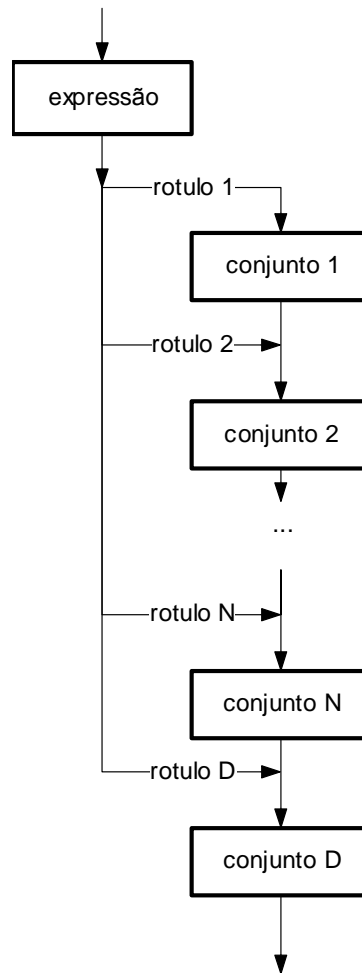 expressão
rotulo 1
conjunto 1
rotulo 2
conjunto 2
...
rotulo N
conjunto N
rotulo D
conjunto D